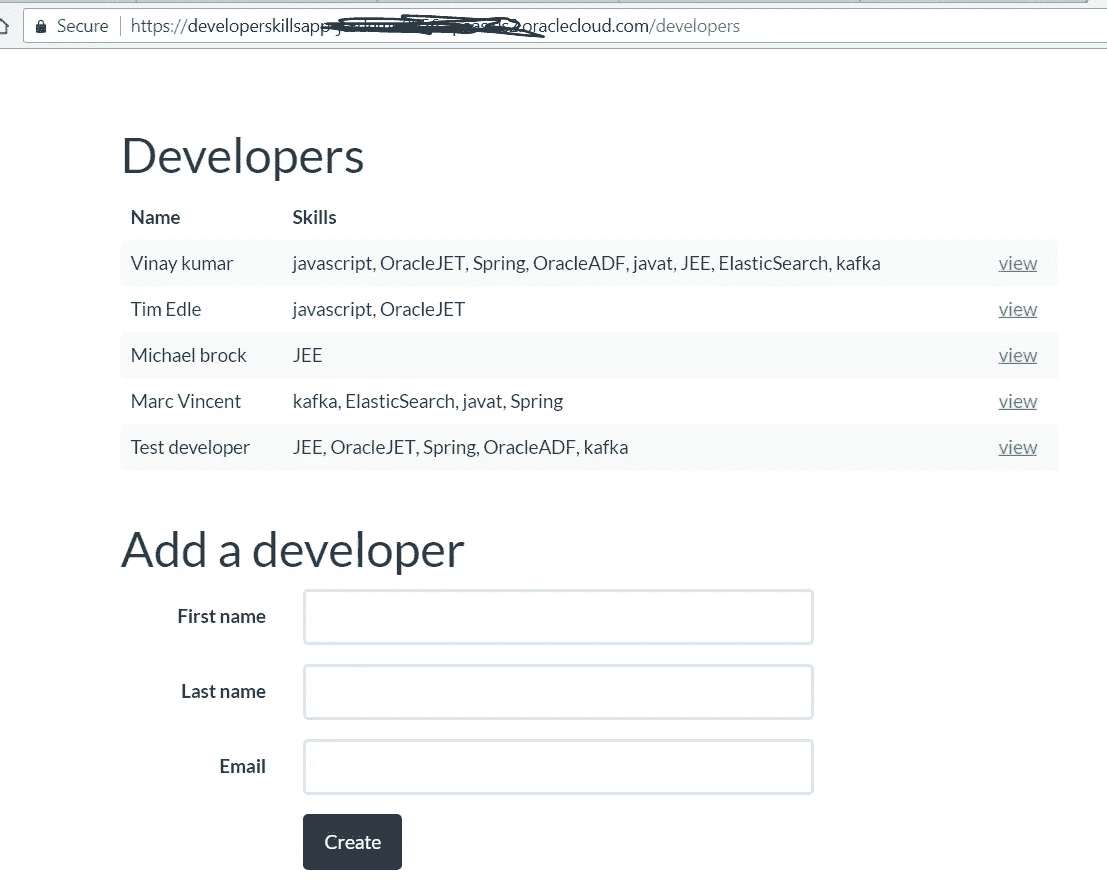 Secure https://developerskillsapp oraclecloud.com/developers
Developers
Name Skills
Vinay kumar javascript, OracleJET, Spring, OracleADF, javat, JEE, ElasticSearch, kafka view
Tim Edle javascript, OracleJET view
Michael brock JEE view
Marc Vincent kafka, ElasticSearch, javat, Spring view
Test developer JEE, OracleJET, Spring, OracleADF, kafka view
Add a developer
First name
Last name
Email
Create